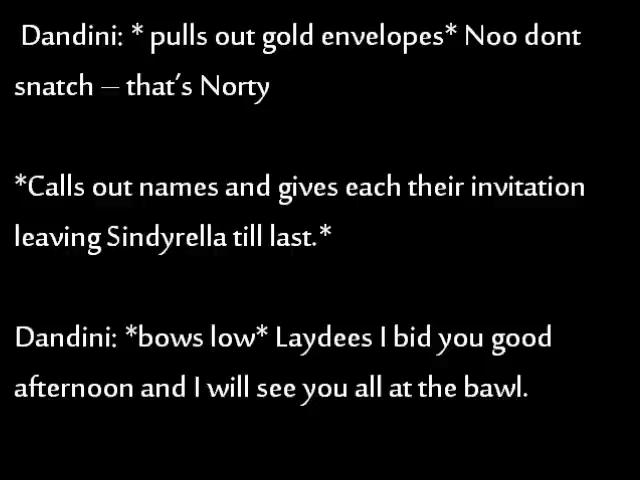 Dandini: * pulls out gold envelopes* Noo dont
snatch – that's Norty
*Calls out names and gives each their invitation
leaving Sindyrella till last.*
Dandini: *bows low* Laydees I bid you good
afternoon and I will see you all at the bawl.